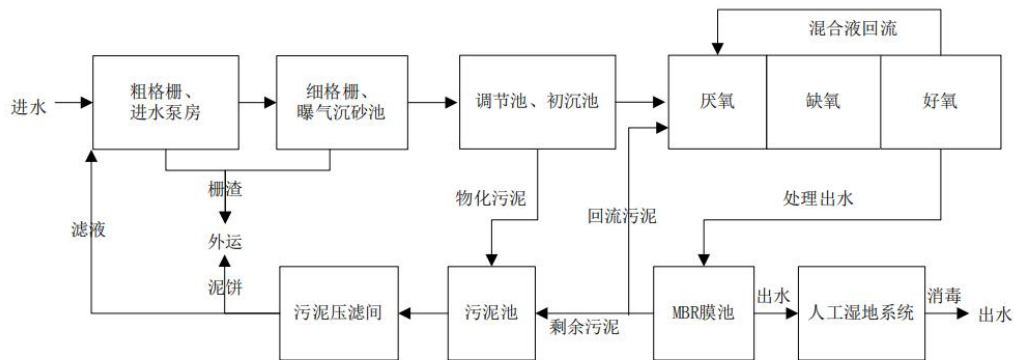 混合液回流
进水
粗格栅、
进水泵房
细格栅、
曝气沉砂池
调节池、初沉池
厌氧
缺氧
好氧
栅渣
物化污泥
回流污泥
处理出水
滤液
外运
泥饼
污泥压滤间
污泥池
剩余污泥
MBR膜池
出水
人工湿地系统
消毒
出水